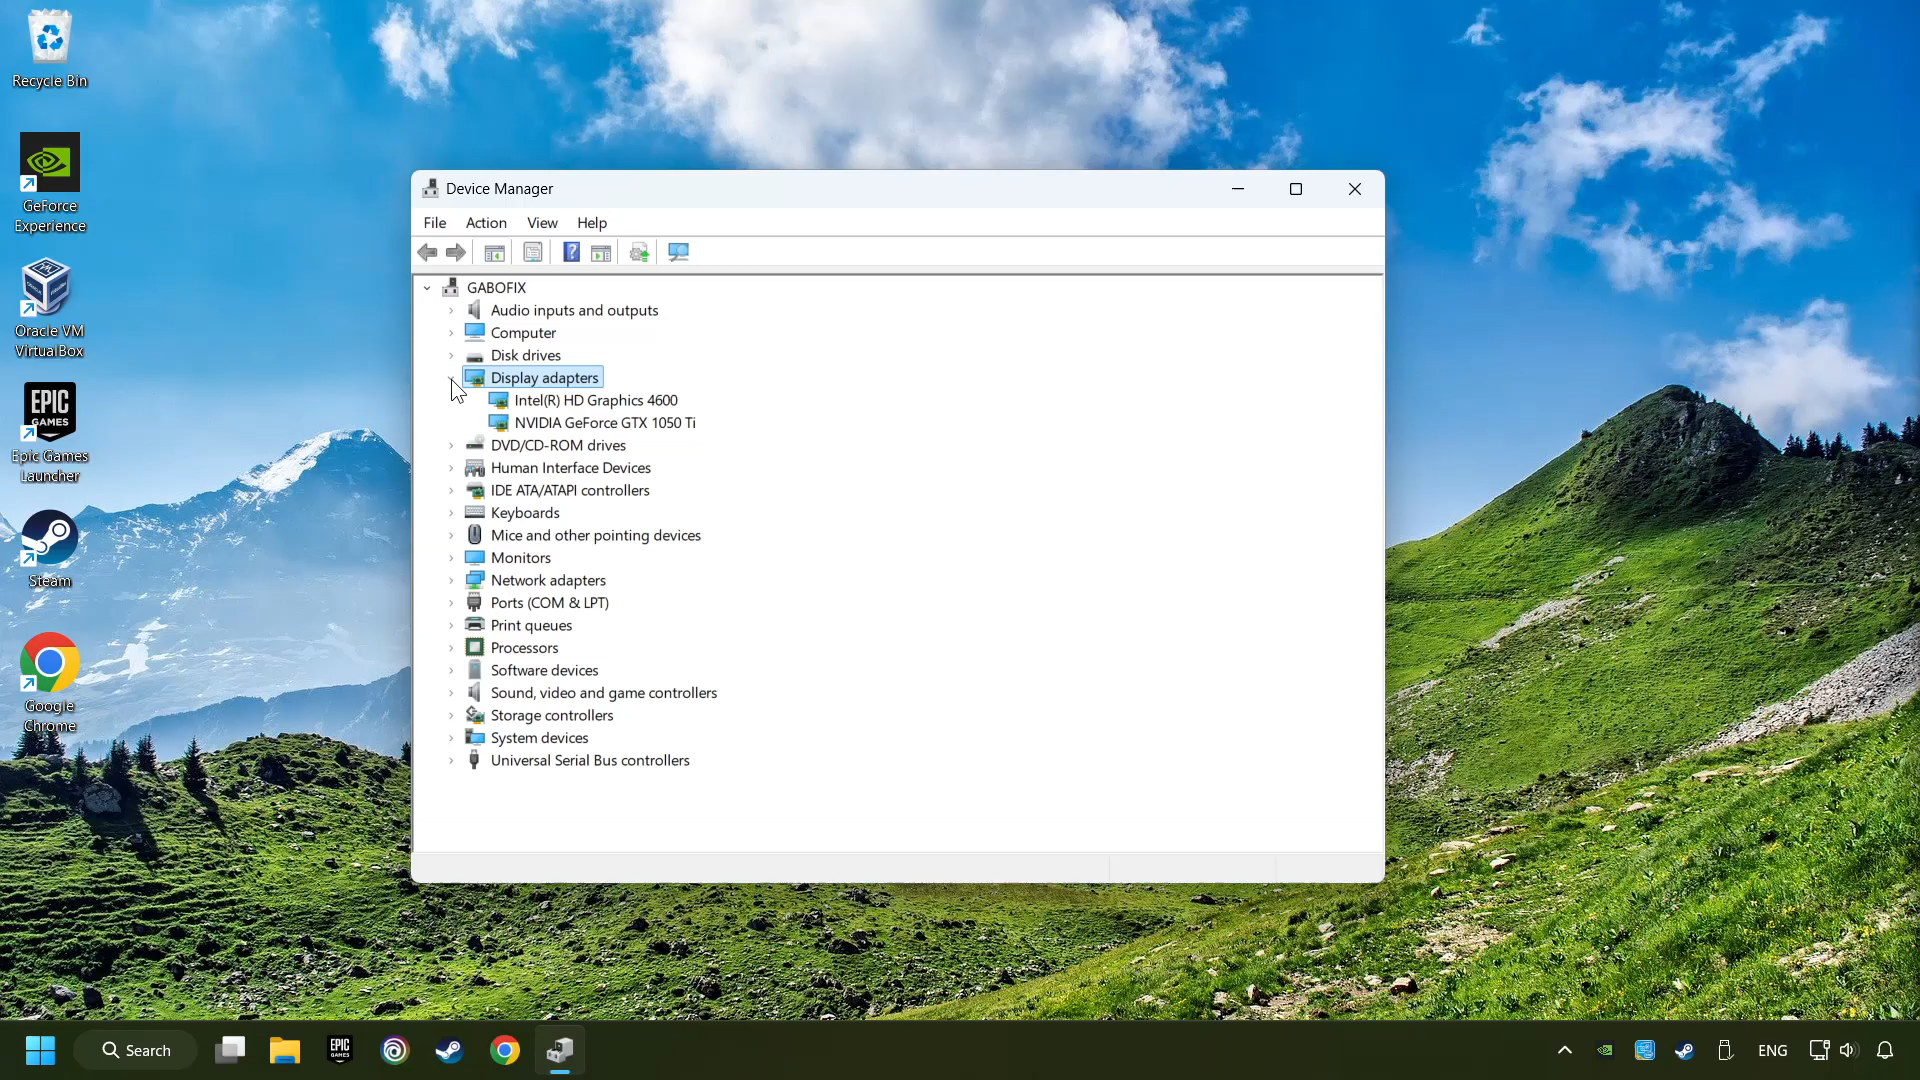 Recycle Bin
GeForce
Experience
Oracle VM
VirtualBox
EPIC
GAMES
Epic Games
Launcher
Steam
Google
Chrome
Device Manager
File Action View Help
GABOFIX
Audio inputs and outputs
Computer
Disk drives
Display adapters
Intel(R) HD Graphics 4600
NVIDIA GeForce GTX 1050 Ti
DVD/CD-ROM drives
Human Interface Devices
IDE ATA/ATAPI controllers
Keyboards
Mice and other pointing devices
Monitors
Network adapters
Ports (COM & LPT)
Print queues
Processors
Software devices
Sound, video and game controllers
Storage controllers
System devices
Universal Serial Bus controllers
Search
EPIC
GAMES
ENG